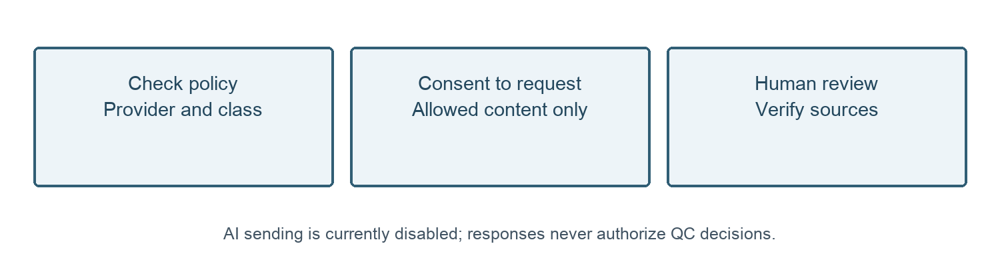 Check policy
Provider and class
Consent to request
Allowed content only
Human review
Verify sources
AI sending is currently disabled; responses never authorize QC decisions.